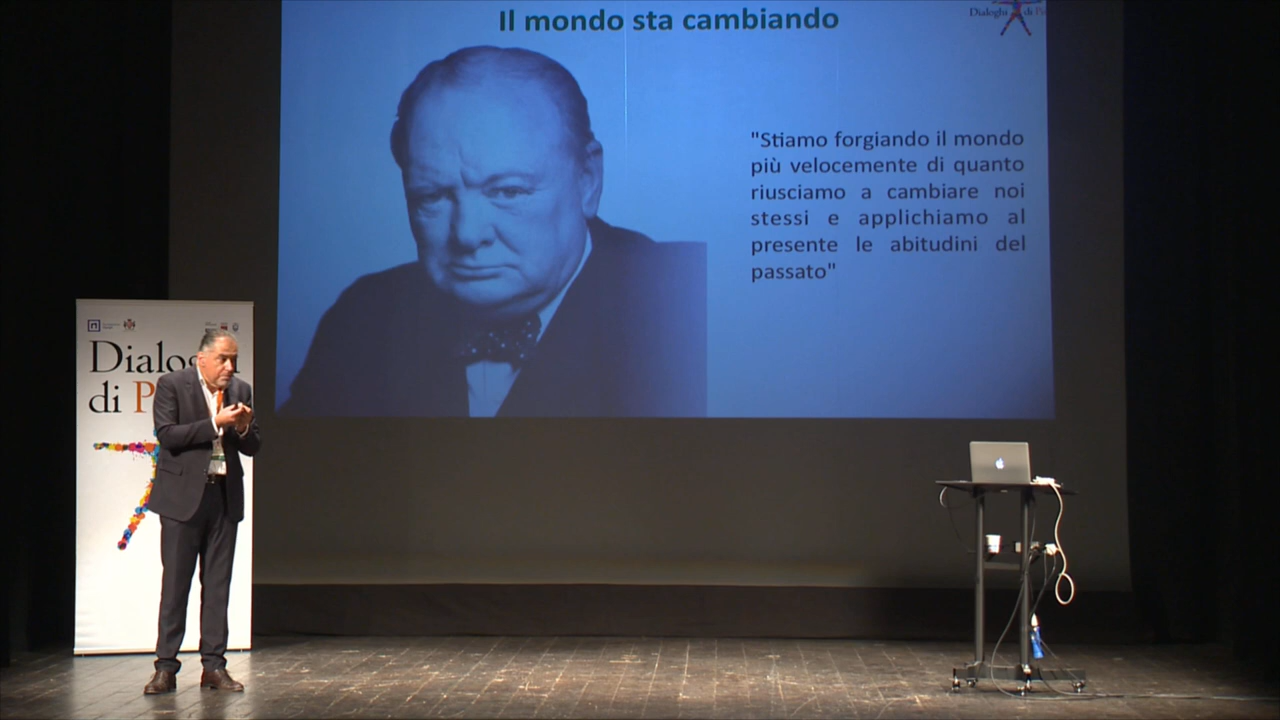 Il mondo sta cambiando
Dialoghi di
"Stiamo forgiando il mondo
più velocemente di quanto
riusciamo a cambiare noi
stessi e applichiamo al
presente le abitudini del
passato"
di